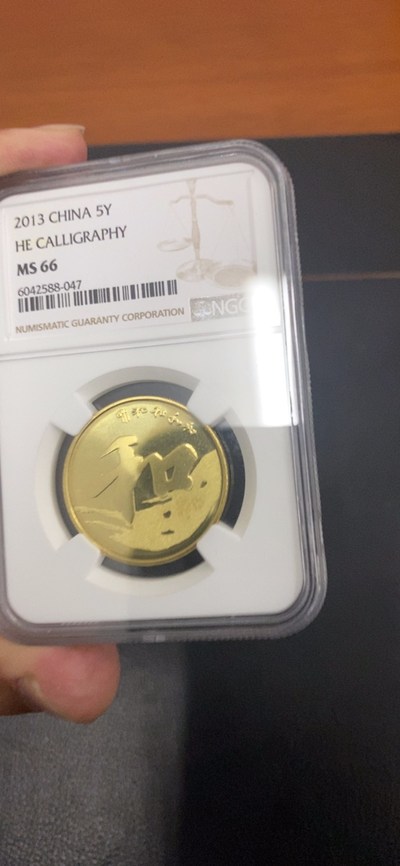 2013 CHINA 5Y
HE CALLIGRAPHY
MS 66
6042588-047
NUMISMATIC GUARANTY CORPORATION
NGC
和